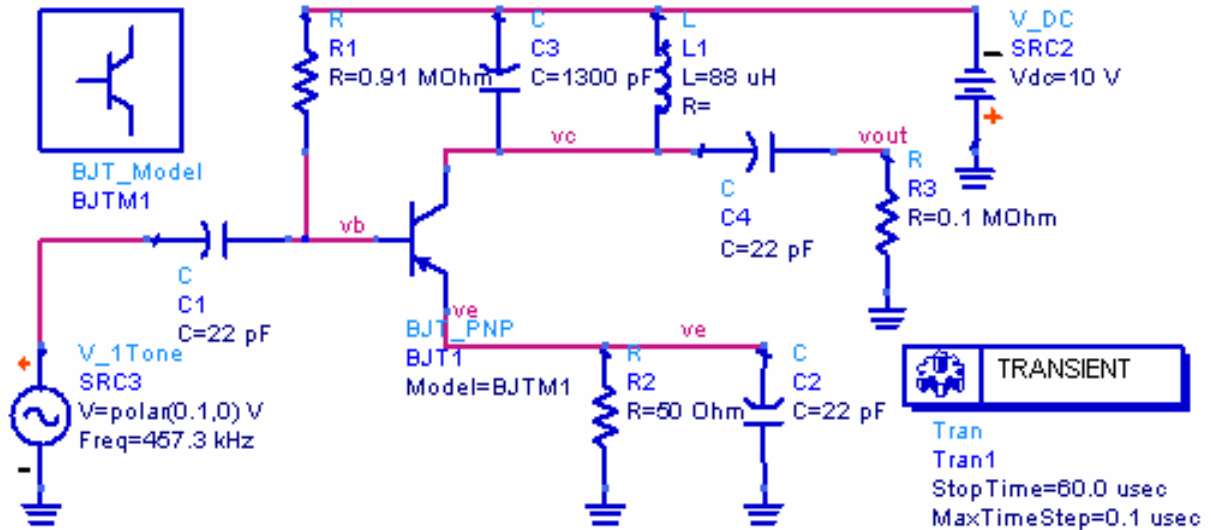 R
R1
R=0.91 MOhm
C
C3
C=1300 pF
L
L1
L=88 uH
R=
V_DC
SRC2
Vdc=10 V
-
+
BJT_Model
BJTM1
vc
vout
C
C4
C=22 pF
R
R3
R=0.1 MOhm
vb
C
C1
C=22 pF
ve
BJT_PNP
BJT1
Model=BJTM1
ve
R
R2
R=50 Ohm
C
C2
C=22 pF
+
V_1Tone
SRC3
V=polar(0.1,0) V
Freq=457.3 kHz
-
TRANSIENT
Tran
Tran1
StopTime=60.0 usec
MaxTimeStep=0.1 usec